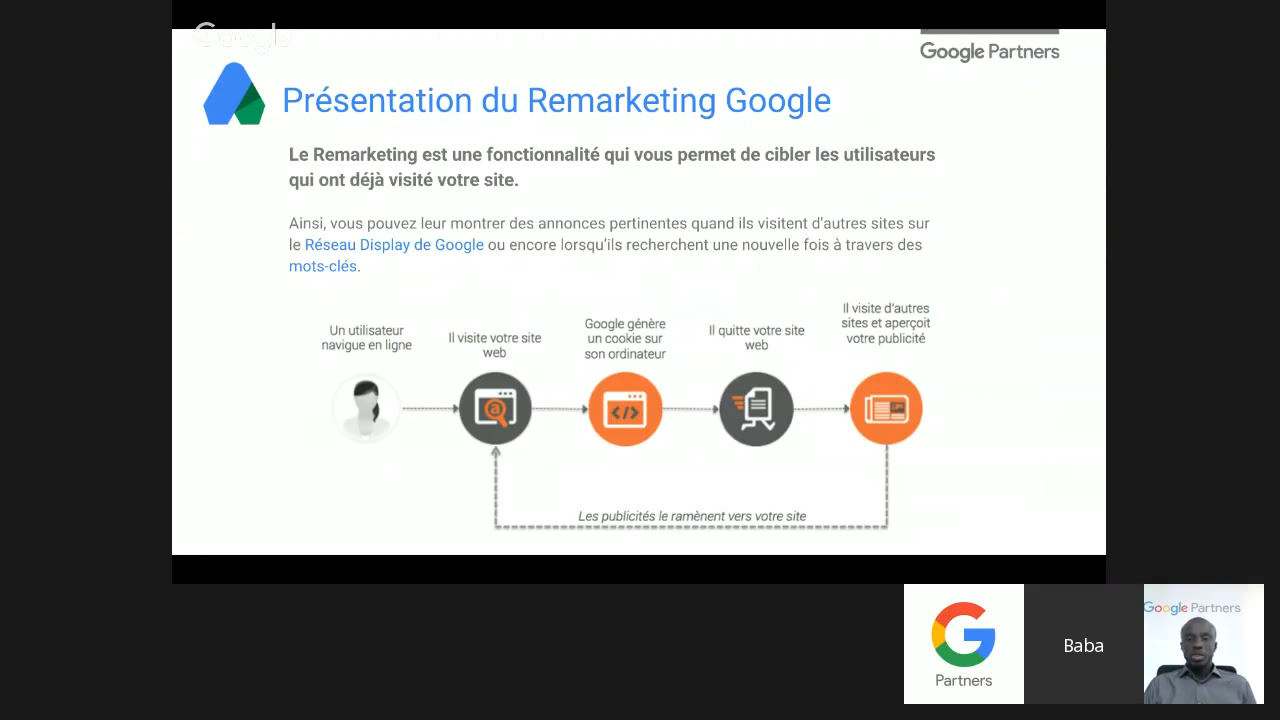 Google
Google Partners
Présentation du Remarketing Google
Le Remarketing est une fonctionnalité qui vous permet de cibler les utilisateurs
qui ont déjà visité votre site.
Ainsi, vous pouvez leur montrer des annonces pertinentes quand ils visitent d'autres sites sur
le Réseau Display de Google ou encore lorsqu'ils recherchent une nouvelle fois à travers des
mots-clés.
Un utilisateur
navigue en ligne
Il visite votre site
web
Google génère
un cookie sur
son ordinateur
Il quitte votre site
web
Il visite d'autres
sites et aperçoit
votre publicité
Les publicités le ramènent vers votre site
Partners
Baba
Google Partners